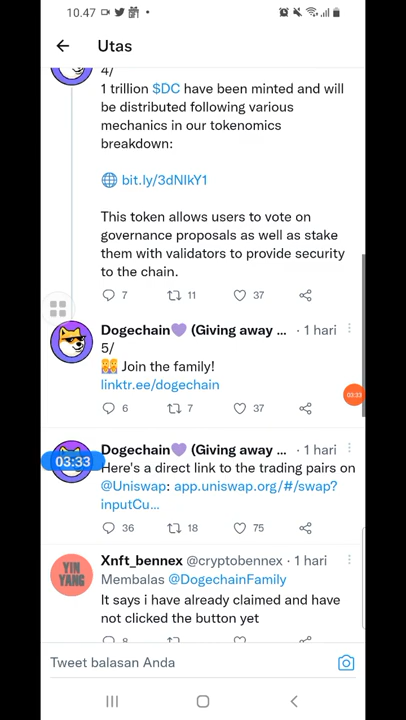 10.47
Utas
4/
1 trillion $DC have been minted and will
be distributed following various
mechanics in our tokenomics
breakdown:
bit.ly/3dNIkY1
This token allows users to vote on
governance proposals as well as stake
them with validators to provide security
to the chain.
7 11 37
Dogechain💜 (Giving away ... · 1 hari
5/
👨‍👩‍👧‍👦 Join the family!
linktr.ee/dogechain
03:33
6 7 37
Dogechain💜 (Giving away ... · 1 hari
03:33
Here's a direct link to the trading pairs on
@Uniswap: app.uniswap.org/#/swap?
inputCu...
36 18 75
YIN
YANG
Xnft_bennex @cryptobennex · 1 hari
Membalas @DogechainFamily
It says i have already claimed and have
not clicked the button yet
8
Tweet balasan Anda